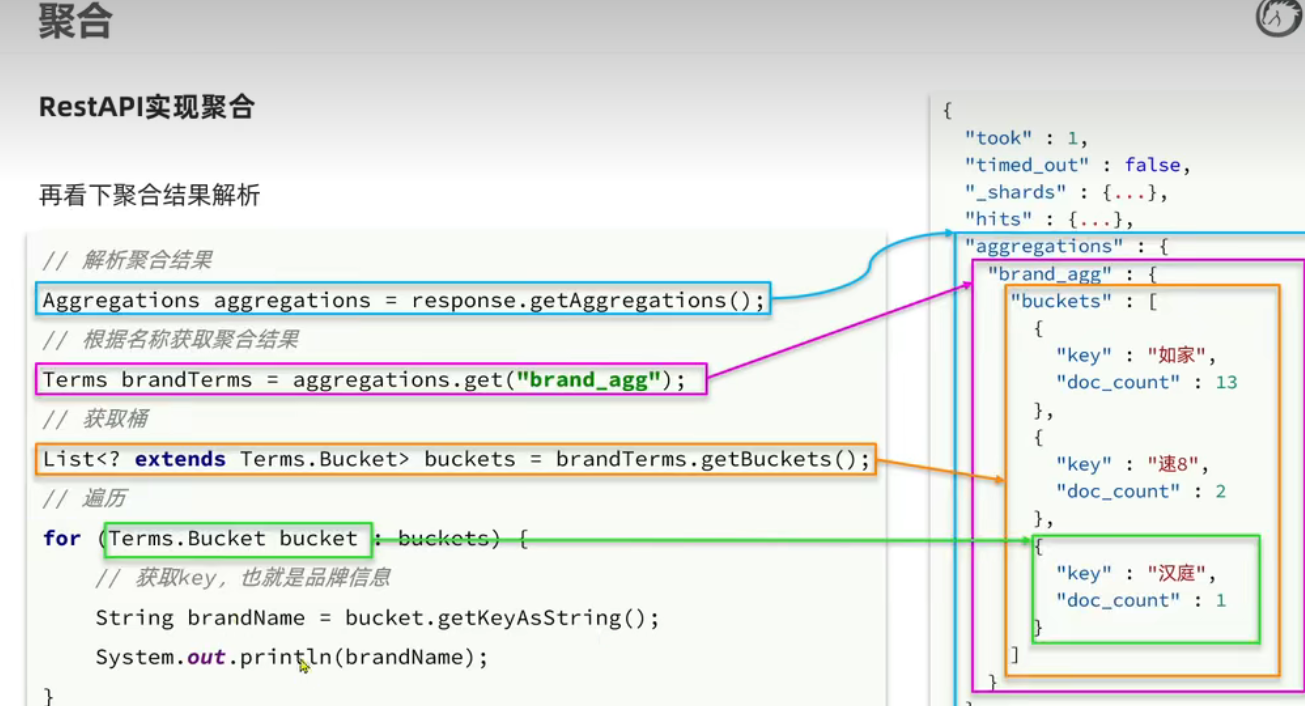 聚合
RestAPI实现聚合
再看下聚合结果解析
// 解析聚合结果
Aggregations aggregations = response.getAggregations();
// 根据名称获取聚合结果
Terms brandTerms = aggregations.get("brand_agg");
// 获取桶
List<? extends Terms.Bucket> buckets = brandTerms.getBuckets();
// 遍历
for (Terms.Bucket bucket : buckets) {
// 获取key，也就是品牌信息
String brandName = bucket.getKeyAsString();
System.out.println(brandName);
}
{
"took" : 1,
"timed_out" : false,
"_shards" : {...},
"hits" : {...},
"aggregations" : {
"brand_agg" : {
"buckets" : [
{
"key" : "如家",
"doc_count" : 13
},
{
"key" : "速8",
"doc_count" : 2
},
{
"key" : "汉庭",
"doc_count" : 1
}
]
}